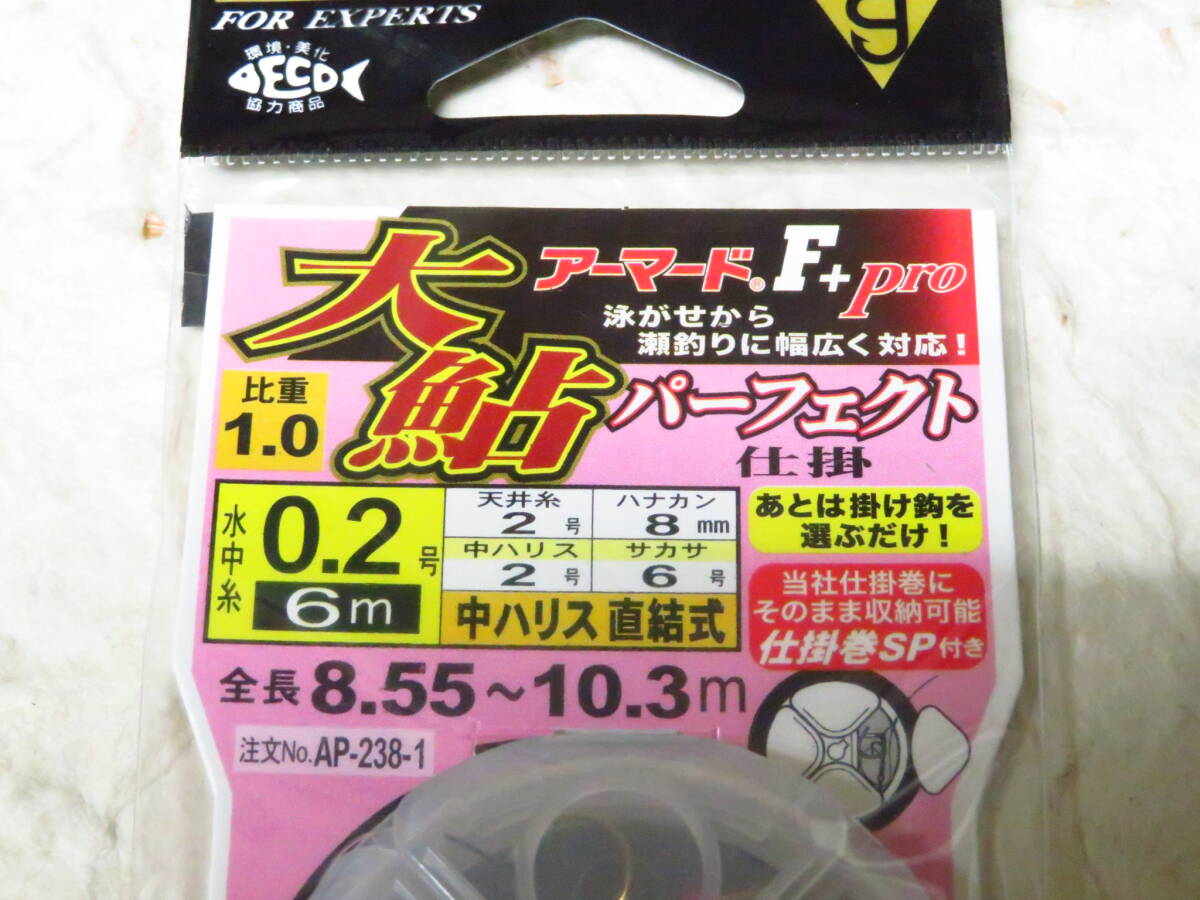 FOR EXPERTS
環境・美化
ECO
協力商品
大鮎
アーマード® F+ pro
泳がせから
瀬釣りに幅広く対応!
パーフェクト
仕掛
比重
1.0
水中糸
0.2号
6m
天井糸
2号
ハナカン
8mm
中ハリス
2号
サカサ
6号
中ハリス 直結式
あとは掛け鈎を
選ぶだけ!
当社仕掛巻に
そのまま収納可能
仕掛巻SP付き
全長8.55~10.3m
注文No.AP-238-1